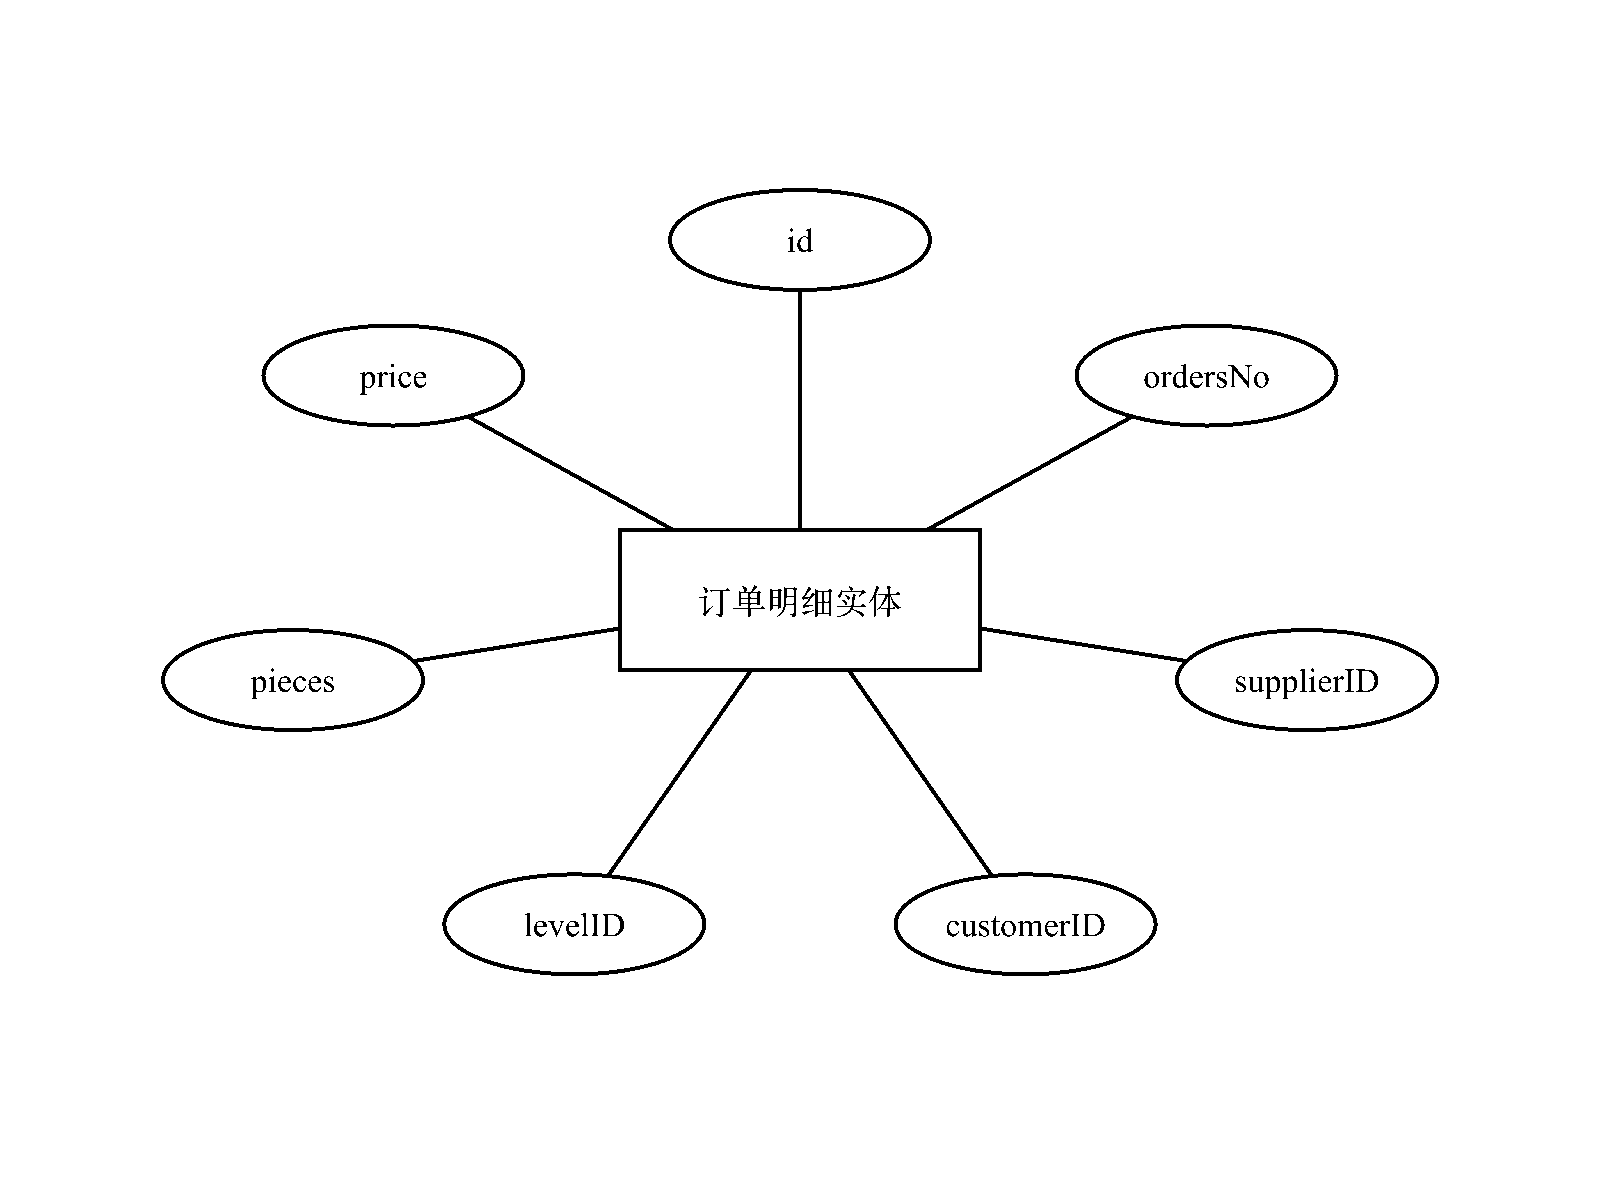 id
price
ordersNo
订单明细实体
pieces
supplierID
levelID
customerID